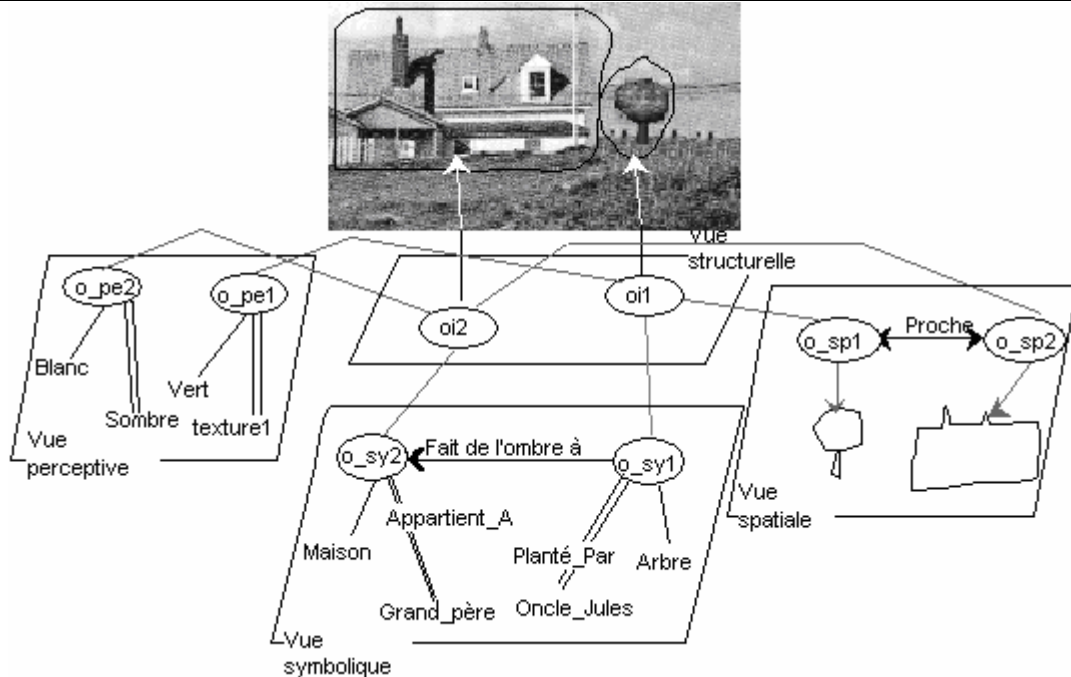 Vue
structurelle
o_pe2
o_pe1
oi2
oi1
Blanc
Sombre
Vert
texture1
Vue
perceptive
o_sp1
Proche
o_sp2
Vue
spatiale
o_sy2
Fait de l'ombre à
o_sy1
Maison
Appartient_A
Grand_père
Planté_Par
Oncle_Jules
Arbre
Vue
symbolique